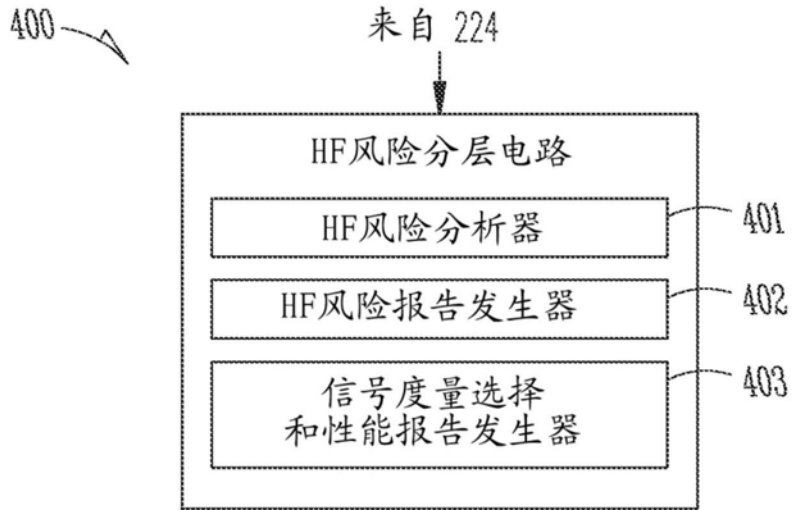 400
来自 224
HF风险分层电路
HF风险分析器
401
HF风险报告发生器
402
信号度量选择
和性能报告发生器
403